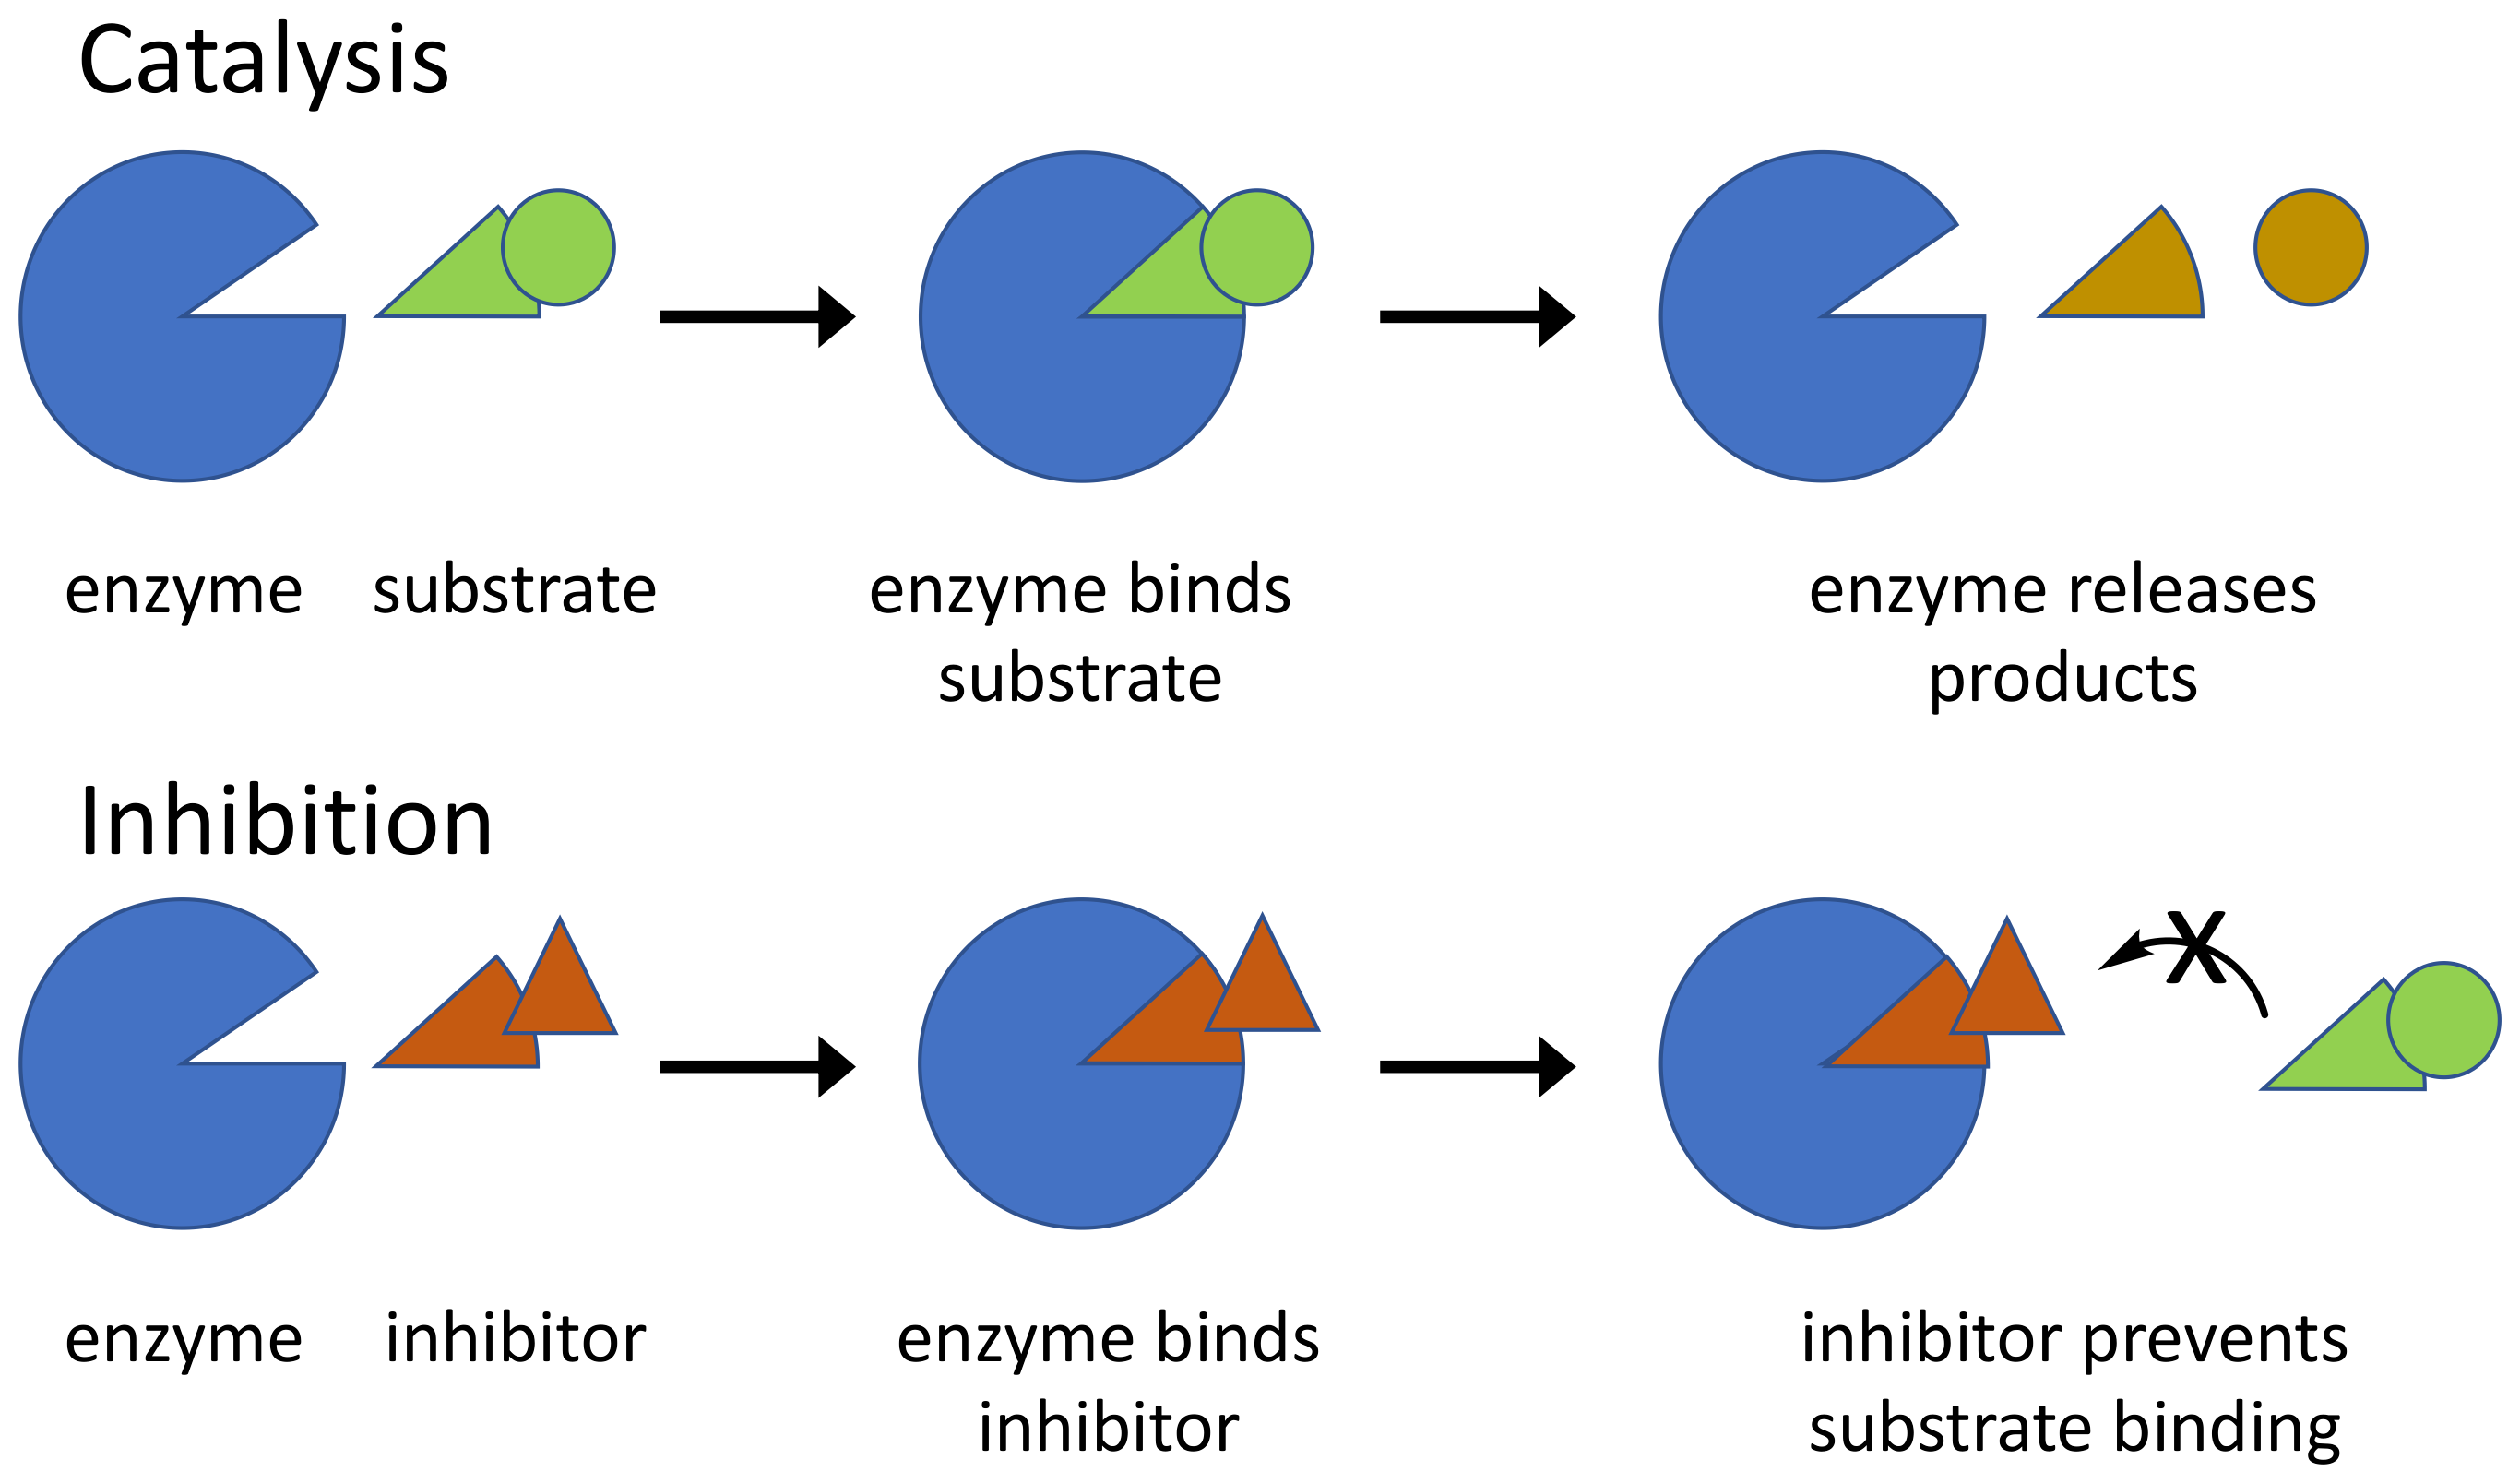 Catalysis
enzyme
substrate
enzyme binds
substrate
enzyme releases
products
Inhibition
enzyme
inhibitor
enzyme binds
inhibitor
inhibitor prevents
substrate binding